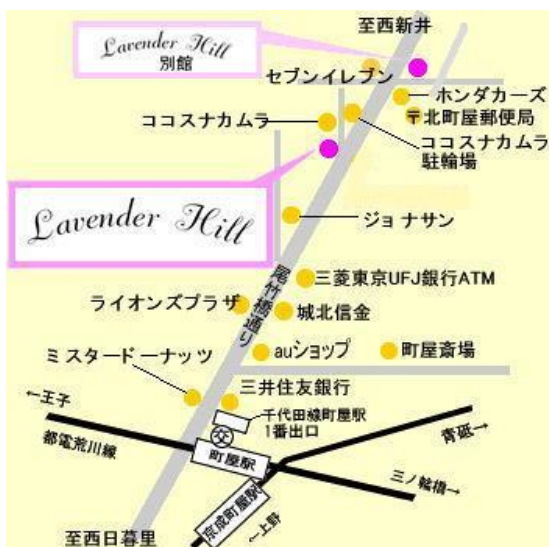 至西新井
Lavender Hill
別館
セブンイレブン
ホンダカーズ
〒北町屋郵便局
ココスナカムラ
ココスナカムラ
駐輪場
Lavender Hill
ジョナサン
三菱東京UFJ銀行ATM
尾竹橋通り
ライオンズプラザ
城北信金
auショップ
町屋斎場
ミスタードーナッツ
三井住友銀行
←王子
千代田線町屋駅
1番出口
交
青砥→
都電荒川線
町屋駅
三ノ輪橋→
京成町屋駅
←上野
至西日暮里